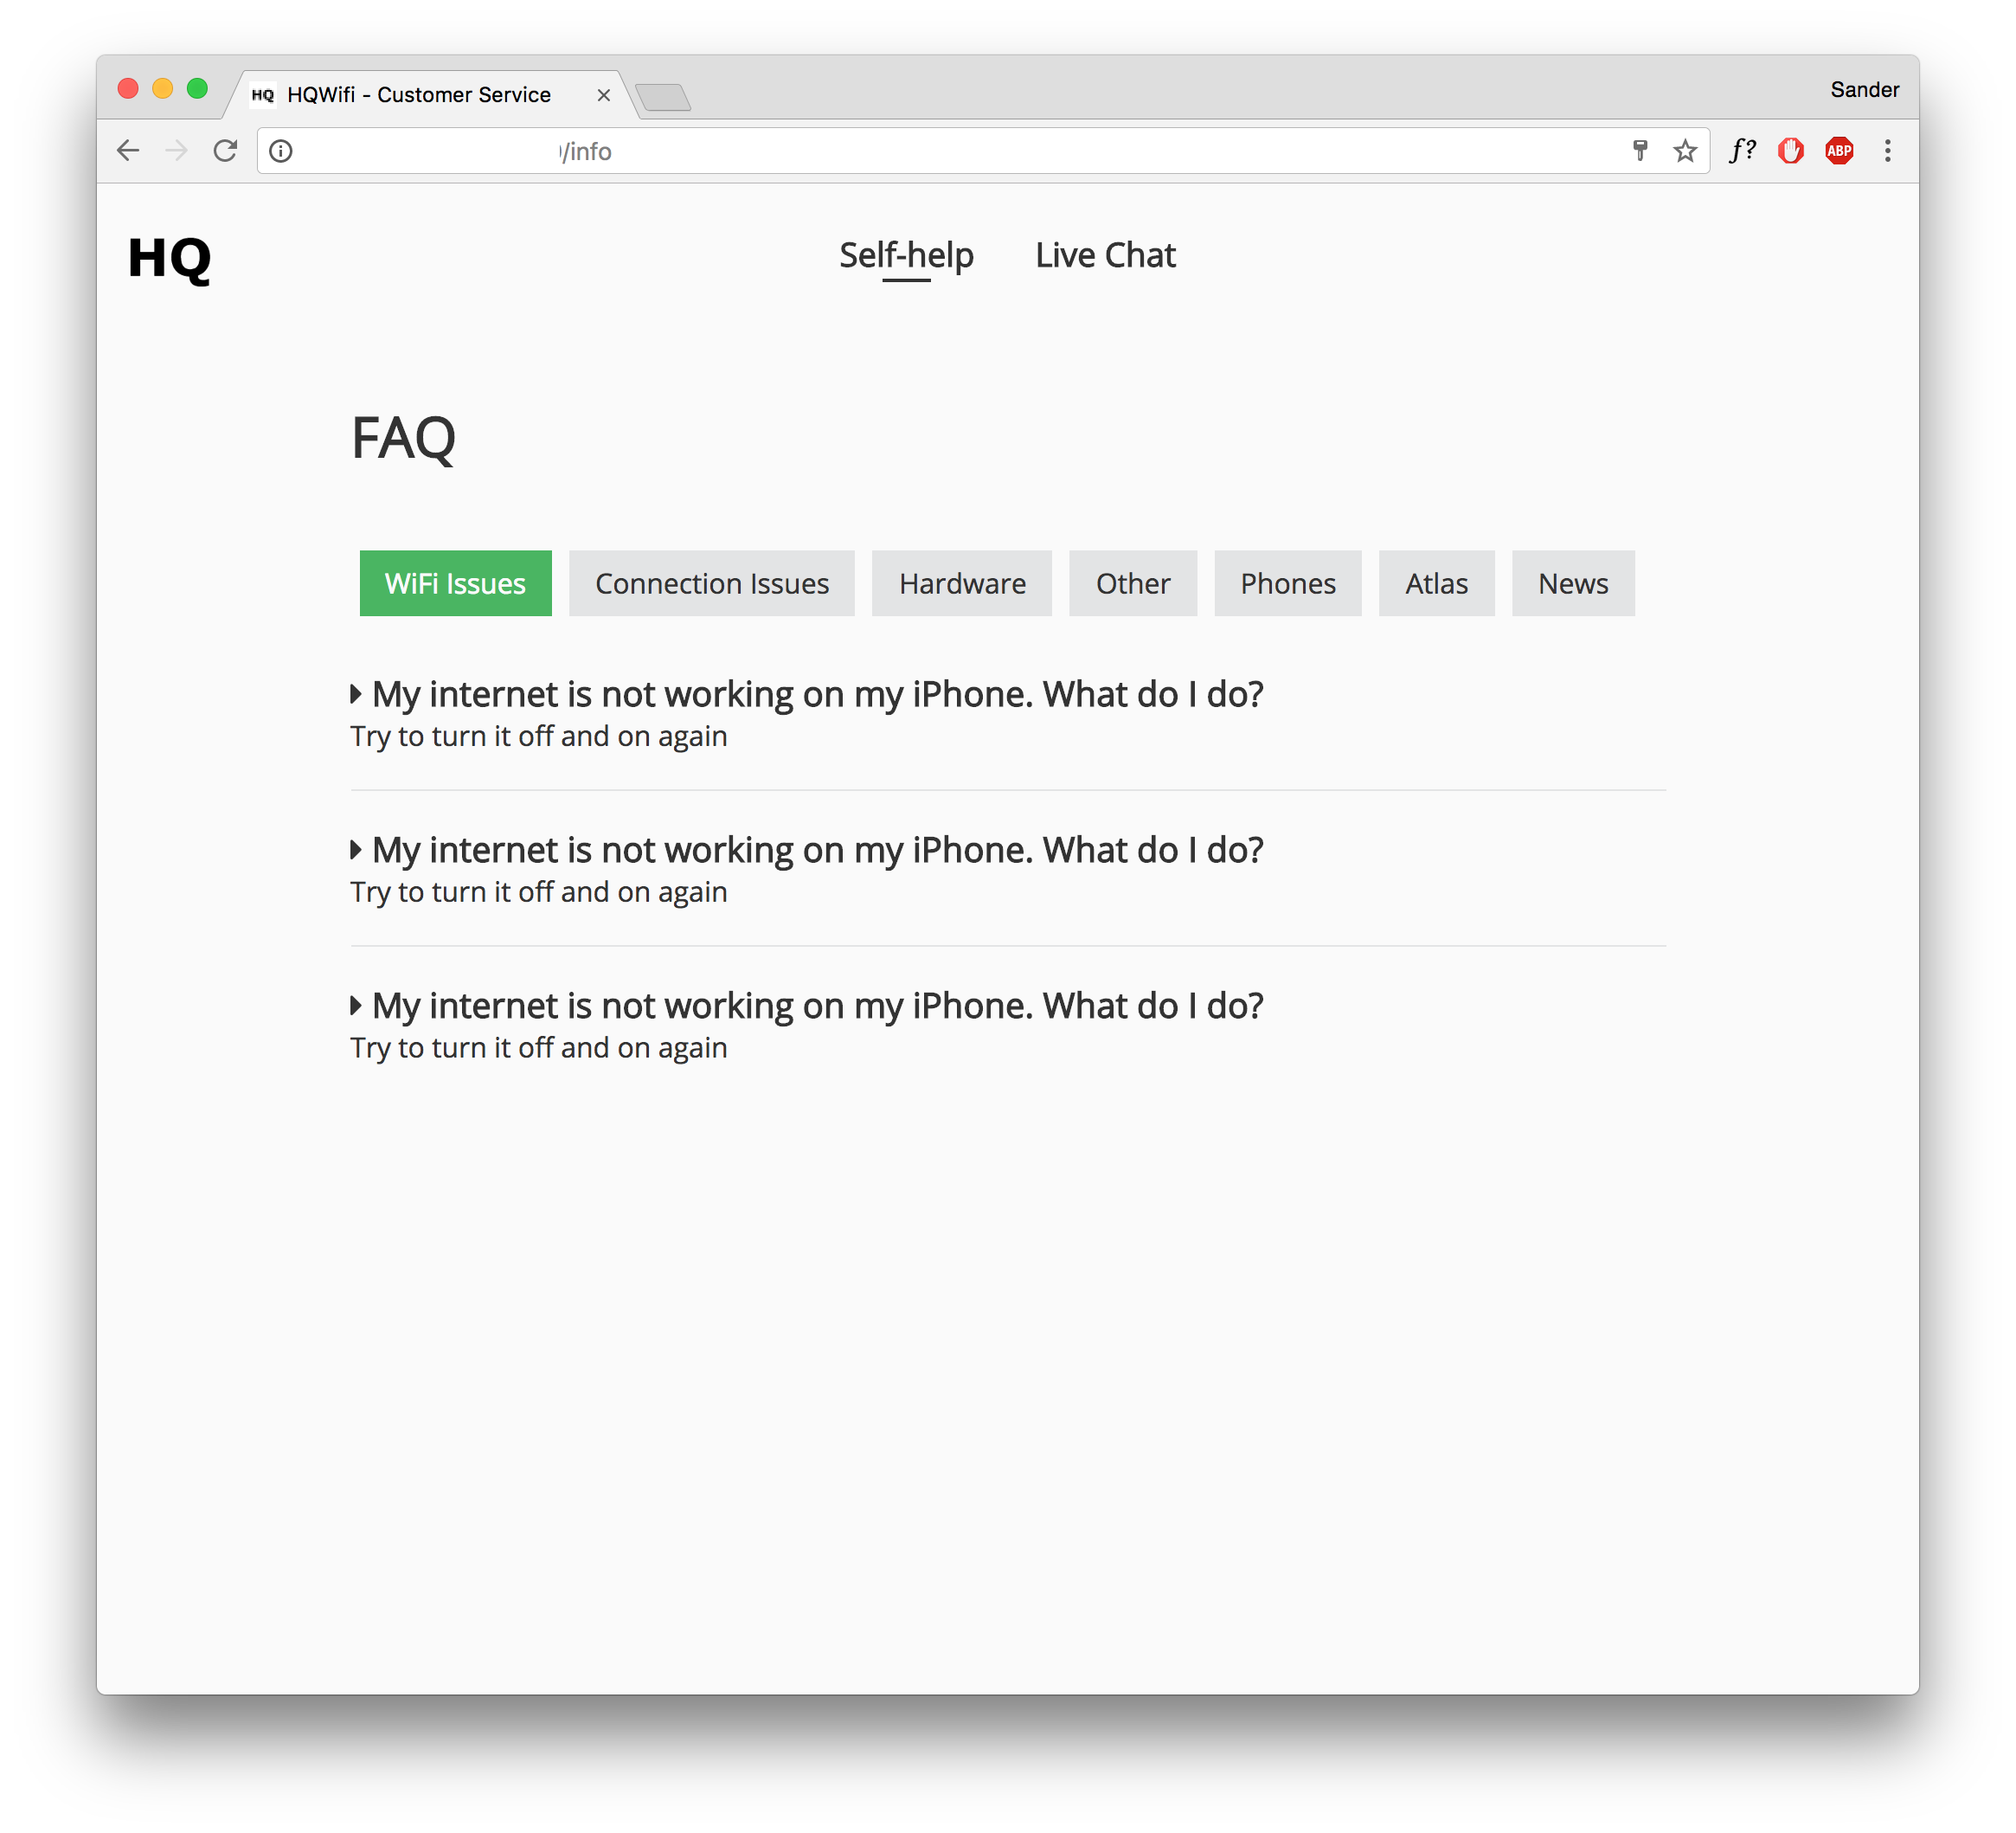 HQ HQWifi - Customer Service
Sander
/info
f?
ABP
HQ
Self-help
Live Chat
FAQ
WiFi Issues
Connection Issues
Hardware
Other
Phones
Atlas
News
My internet is not working on my iPhone. What do I do?
Try to turn it off and on again
My internet is not working on my iPhone. What do I do?
Try to turn it off and on again
My internet is not working on my iPhone. What do I do?
Try to turn it off and on again